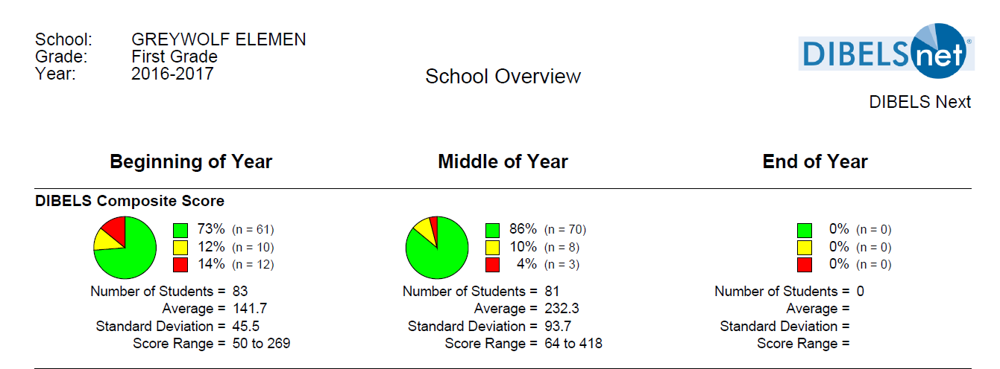 School: GREYWOLF ELEMEN
Grade: First Grade
Year: 2016-2017
School Overview
DIBELSnet®
DIBELS Next
Beginning of Year Middle of Year End of Year
DIBELS Composite Score
73% (n = 61) 86% (n = 70) 0% (n = 0)
12% (n = 10) 10% (n = 8) 0% (n = 0)
14% (n = 12) 4% (n = 3) 0% (n = 0)
Number of Students = 83 Number of Students = 81 Number of Students = 0
Average = 141.7 Average = 232.3 Average =
Standard Deviation = 45.5 Standard Deviation = 93.7 Standard Deviation =
Score Range = 50 to 269 Score Range = 64 to 418 Score Range =